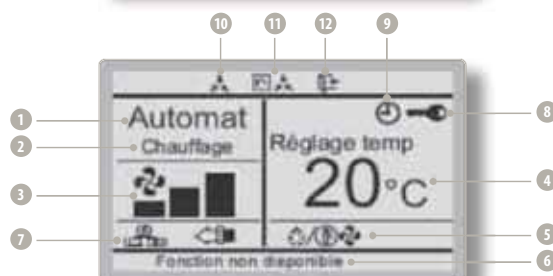 10 11 12 9
1 Automat 8
2 Chauffage Réglage temp
3 20°C 4
7 5
Fonction non disponible 6